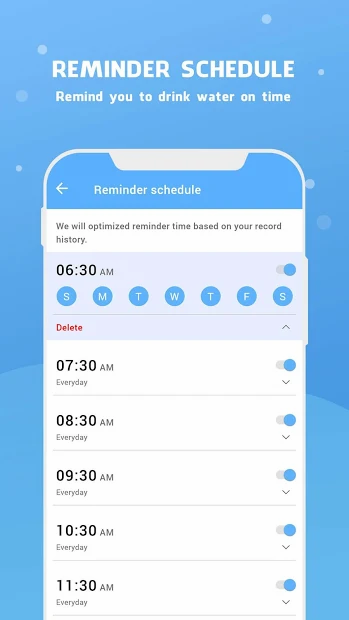 REMINDER SCHEDULE
Remind you to drink water on time
Reminder schedule
We will optimized reminder time based on your record
history.
06:30 AM
S M T W T F S
Delete
07:30 AM
Everyday
08:30 AM
Everyday
09:30 AM
Everyday
10:30 AM
Everyday
11:30 AM
Everyday